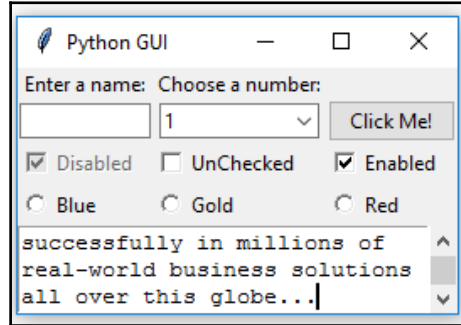 Python GUI
Enter a name: Choose a number:
1 Click Me!
Disabled UnChecked Enabled
Blue Gold Red
successfully in millions of
real-world business solutions
all over this globe...